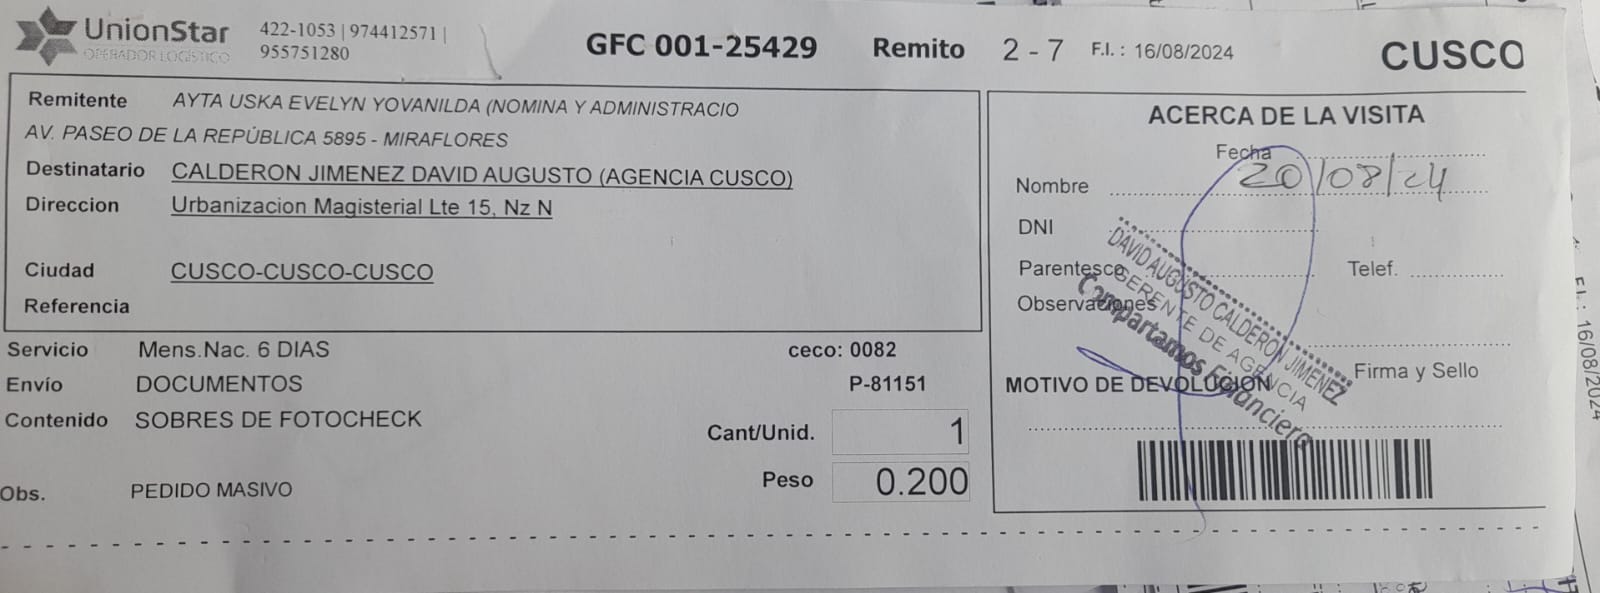 UnionStar
OPERADOR LOGÍSTICO
422-1053 | 974412571 |
955751280
GFC 001-25429
Remito 2 - 7
F.I. : 16/08/2024
CUSCO
Remitente AYTA USKA EVELYN YOVANILDA (NOMINA Y ADMINISTRACIO
AV. PASEO DE LA REPÚBLICA 5895 - MIRAFLORES
Destinatario CALDERON JIMENEZ DAVID AUGUSTO (AGENCIA CUSCO)
Direccion Urbanizacion Magisterial Lte 15, Nz N
Ciudad CUSCO-CUSCO-CUSCO
Referencia
Servicio Mens.Nac. 6 DIAS
ceco: 0082
Envío DOCUMENTOS
P-81151
Contenido SOBRES DE FOTOCHECK
Cant/Unid. 1
Peso 0.200
Obs. PEDIDO MASIVO
ACERCA DE LA VISITA
Fecha 20/08/24
Nombre
DNI
Parentesco
Telef.
Observaciones
Firma y Sello
MOTIVO DE DEVOLUCION
DAVID AUGUSTO CALDERON JIMENEZ
GERENTE DE AGENCIA
Compartamos Financiera
F.I. : 16/08/2024